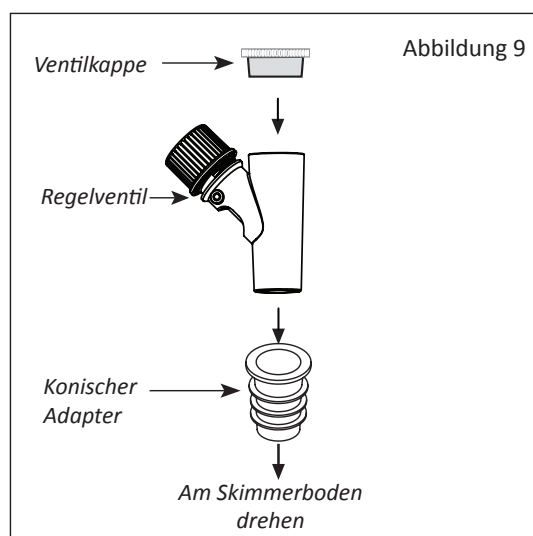 Abbildung 9
Ventilkappe
Regelventil
Konischer
Adapter
Am Skimmerboden
drehen